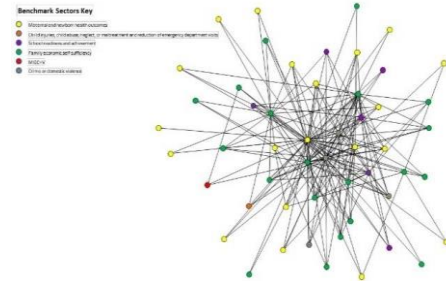 Benchmark Sectors Key
Maternal and newborn health outcomes
Child injuries, child abuse, neglect, or maltreatment and reduction of emergency department visits
School readiness and achievement
Family economic self-sufficiency
MIECHV
Crime or domestic violence